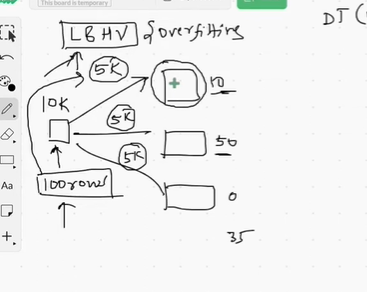 This board is temporary
DT (
LBHV & overfitting
5K
10K
10
5K
50
5K
100 rows
0
35
Aa